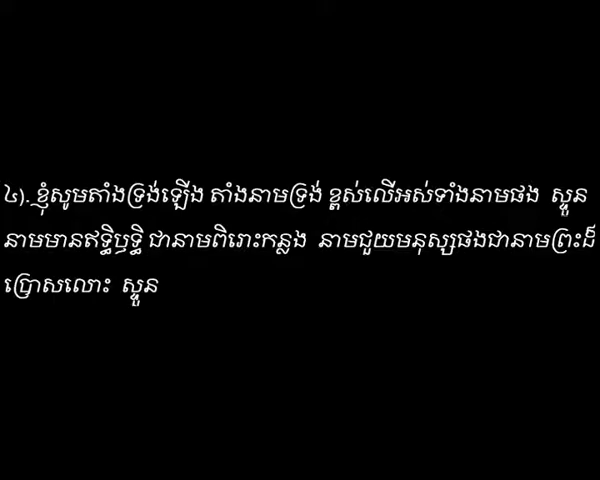 ៤). ខ្ញុំសូមតាំងទ្រង់ឡើង តាំងនាមទ្រង់ ខ្ពស់លើអស់ទាំងនាមផង ស្ទួន
នាមមានឥទ្ធិឫទ្ធិ ជានាមពិរោះកន្លង នាមជួយមនុស្សផងជានាមព្រះដ៏
ប្រោសលោះ ស្ទួន